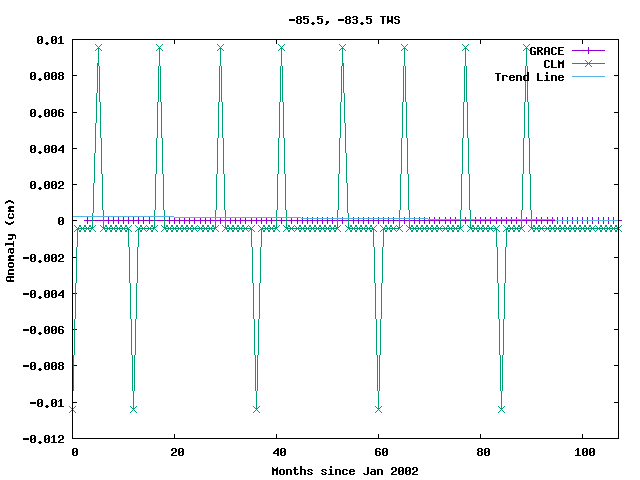 -85.5, -83.5 TWS
GRACE
CLM
Trend Line
0.01
0.008
0.006
0.004
0.002
0
-0.002
-0.004
-0.006
-0.008
-0.01
-0.012
Anomaly (cm)
0 20 40 60 80 100
Months since Jan 2002